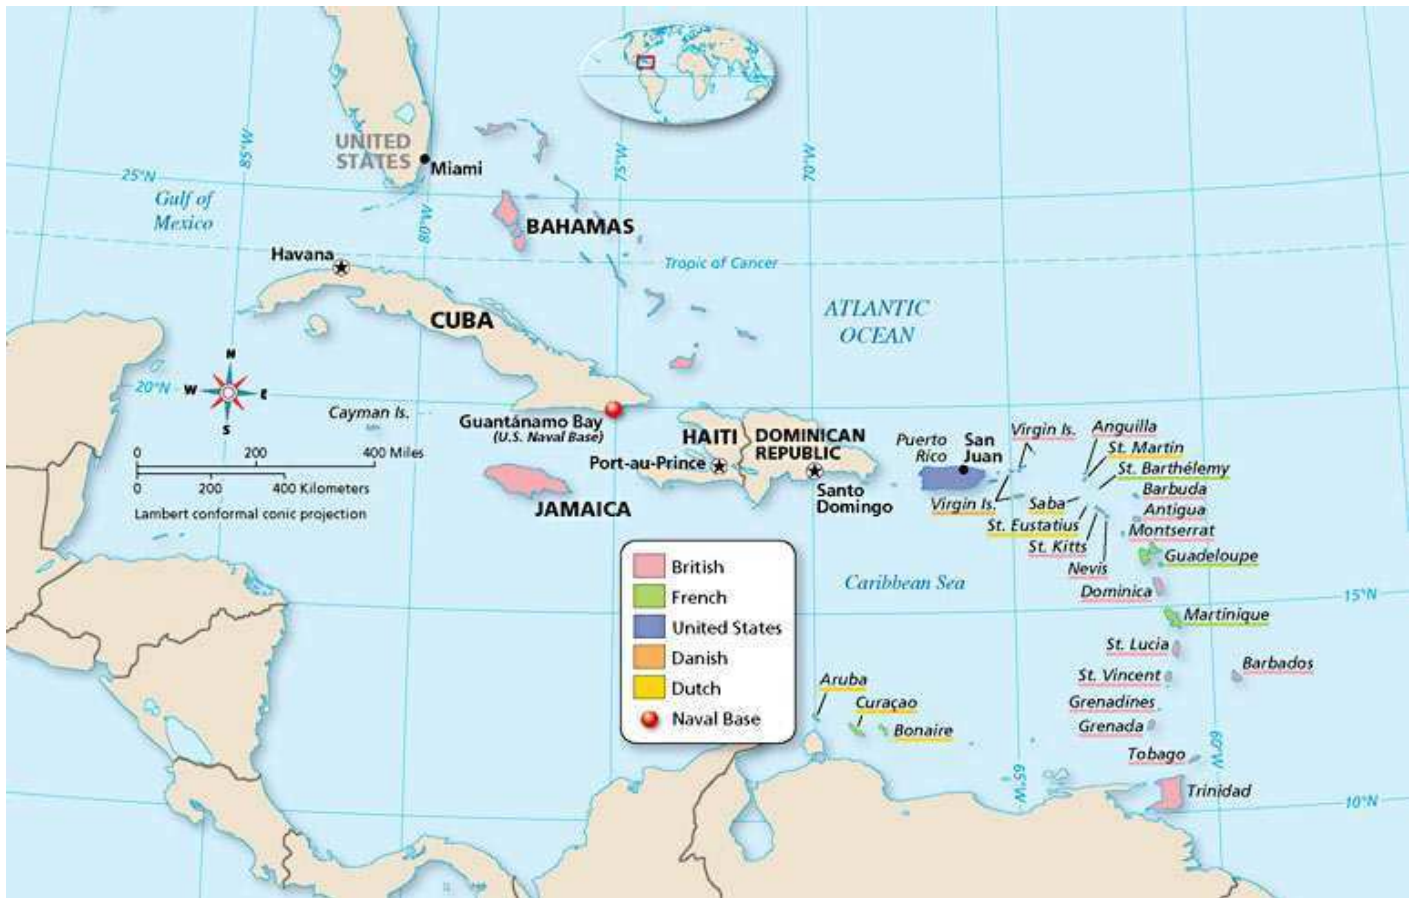 UNITED
STATES
Miami
85°W
80°W
75°W
70°W
25°N
Gulf of
Mexico
BAHAMAS
Havana
Tropic of Cancer
CUBA
ATLANTIC
OCEAN
N
W
E
S
20°N
Cayman Is.
Guantánamo Bay
(U.S. Naval Base)
HAITI
DOMINICAN
REPUBLIC
Port-au-Prince
Santo
Domingo
Puerto
Rico
San
Juan
Virgin Is.
Anguilla
St. Martin
St. Barthélemy
Virgin Is.
Saba
Barbuda
St. Eustatius
Antigua
St. Kitts
Montserrat
Nevis
Guadeloupe
0 200 400 Miles
0 200 400 Kilometers
Lambert conformal conic projection
JAMAICA
British
French
United States
Danish
Dutch
Naval Base
Caribbean Sea
Dominica
15°N
Martinique
St. Lucia
Barbados
St. Vincent
Grenadines
Grenada
Aruba
Curaçao
Bonaire
Tobago
65°W
60°W
Trinidad
10°N